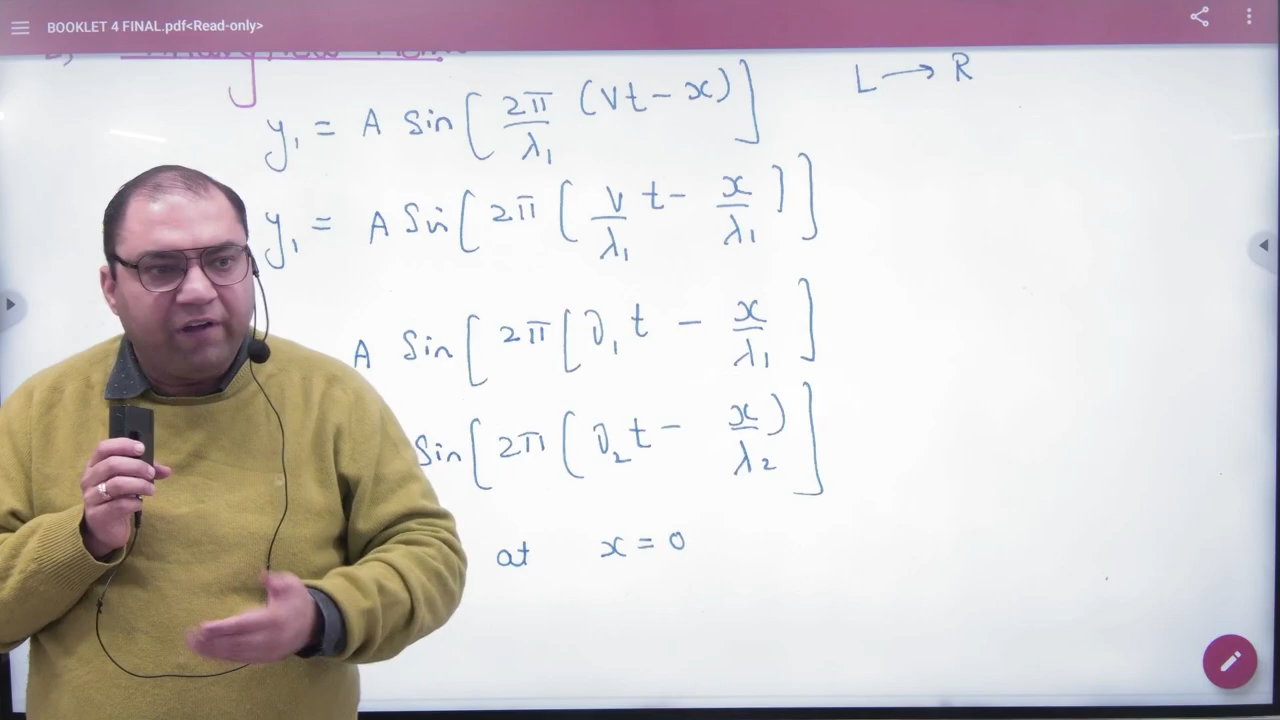 BOOKLET 4 FINAL.pdf<Read-only>
L → R
y₁ = A Sin[ 2π/λ₁ (Vt − x) ]
y₁ = A Sin[ 2π ( V/λ₁ t − x/λ₁ ) ]
A Sin[ 2π [ ν₁ t − x/λ₁ ]
Sin[ 2π ( ν₂ t − x/λ₂ ) ]
at x = 0